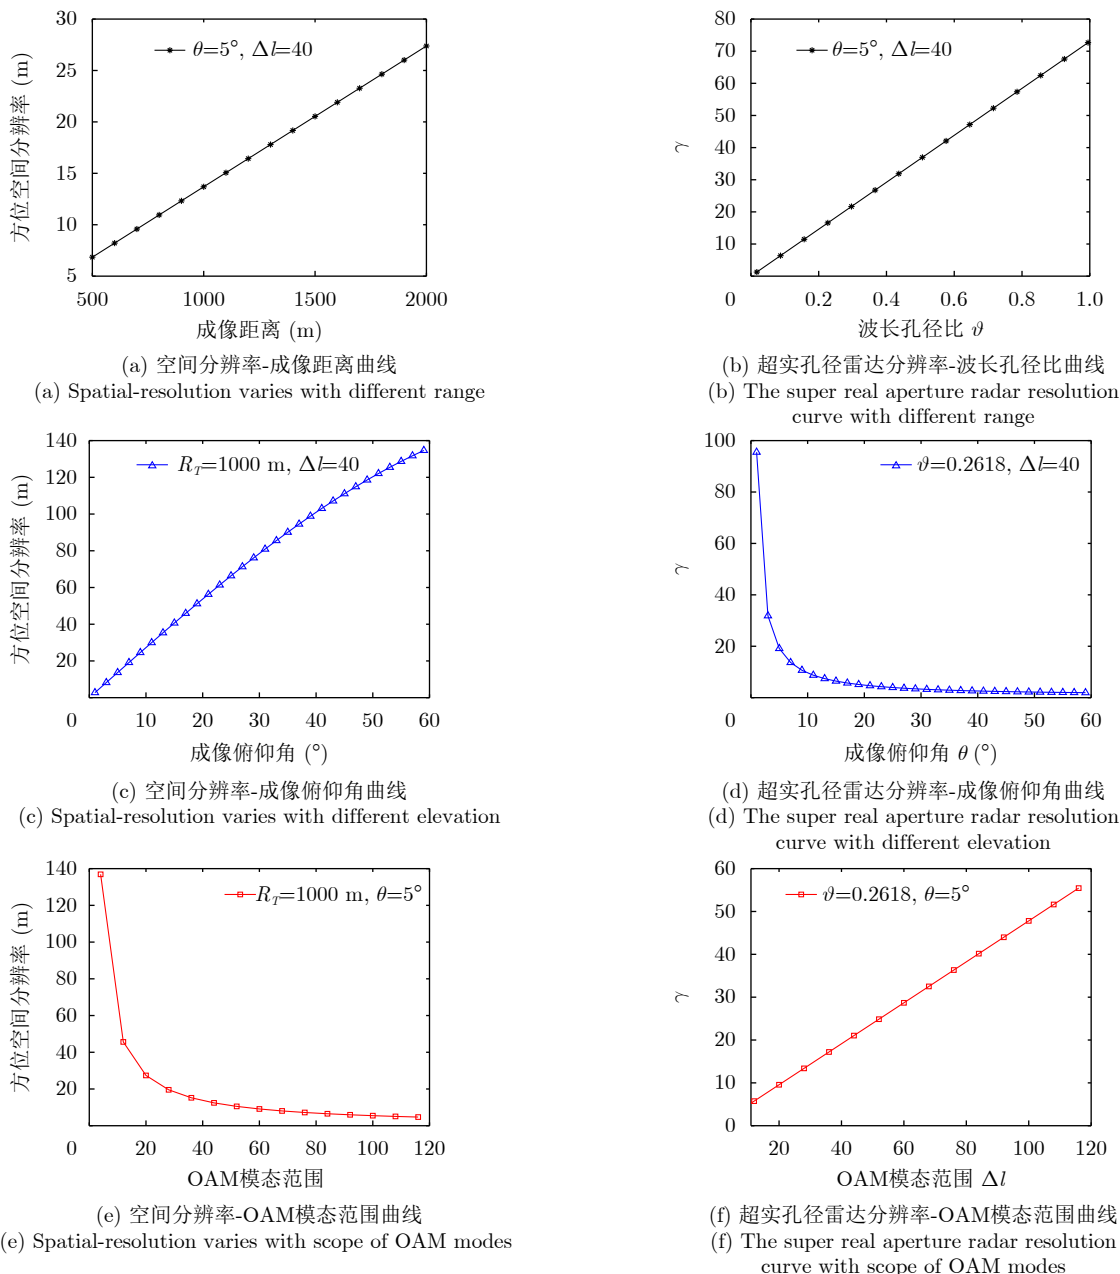 30
25
20
15
10
5
方位空间分辨率 (m)
θ=5°, Δl=40
500
1000
1500
2000
成像距离 (m)
(a) 空间分辨率-成像距离曲线
(a) Spatial-resolution varies with different range
80
70
60
50
40
30
20
10
0
γ
θ=5°, Δl=40
0.2
0.4
0.6
0.8
1.0
波长孔径比 ϑ
(b) 超实孔径雷达分辨率-波长孔径比曲线
(b) The super real aperture radar resolution
curve with different range
140
120
100
80
60
40
20
0
方位空间分辨率 (m)
R_T=1000 m, Δl=40
10
20
30
40
50
60
成像俯仰角 (°)
(c) 空间分辨率-成像俯仰角曲线
(c) Spatial-resolution varies with different elevation
100
80
60
40
20
0
γ
ϑ=0.2618, Δl=40
10
20
30
40
50
60
成像俯仰角 θ (°)
(d) 超实孔径雷达分辨率-成像俯仰角曲线
(d) The super real aperture radar resolution
curve with different elevation
140
120
100
80
60
40
20
0
方位空间分辨率 (m)
R_T=1000 m, θ=5°
20
40
60
80
100
120
OAM模态范围
(e) 空间分辨率-OAM模态范围曲线
(e) Spatial-resolution varies with scope of OAM modes
60
50
40
30
20
10
0
γ
ϑ=0.2618, θ=5°
20
40
60
80
100
120
OAM模态范围 Δl
(f) 超实孔径雷达分辨率-OAM模态范围曲线
(f) The super real aperture radar resolution
curve with scope of OAM modes